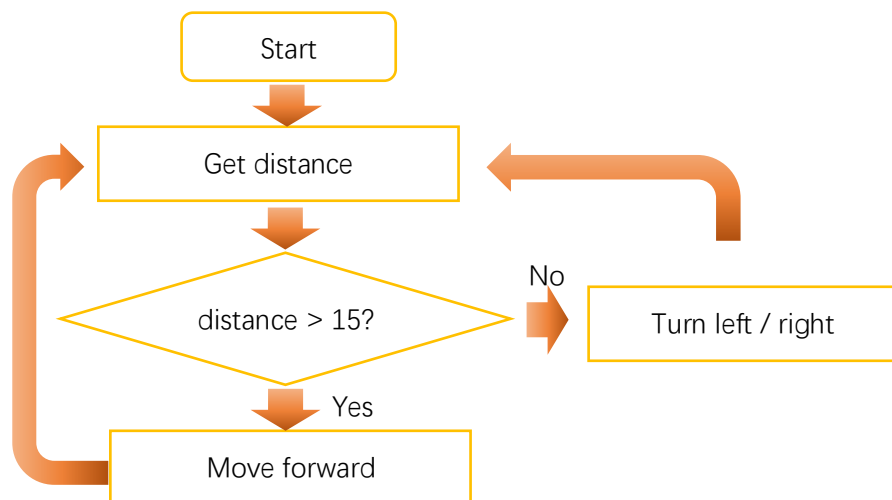 Start
Get distance
No
distance > 15?
Turn left / right
Yes
Move forward